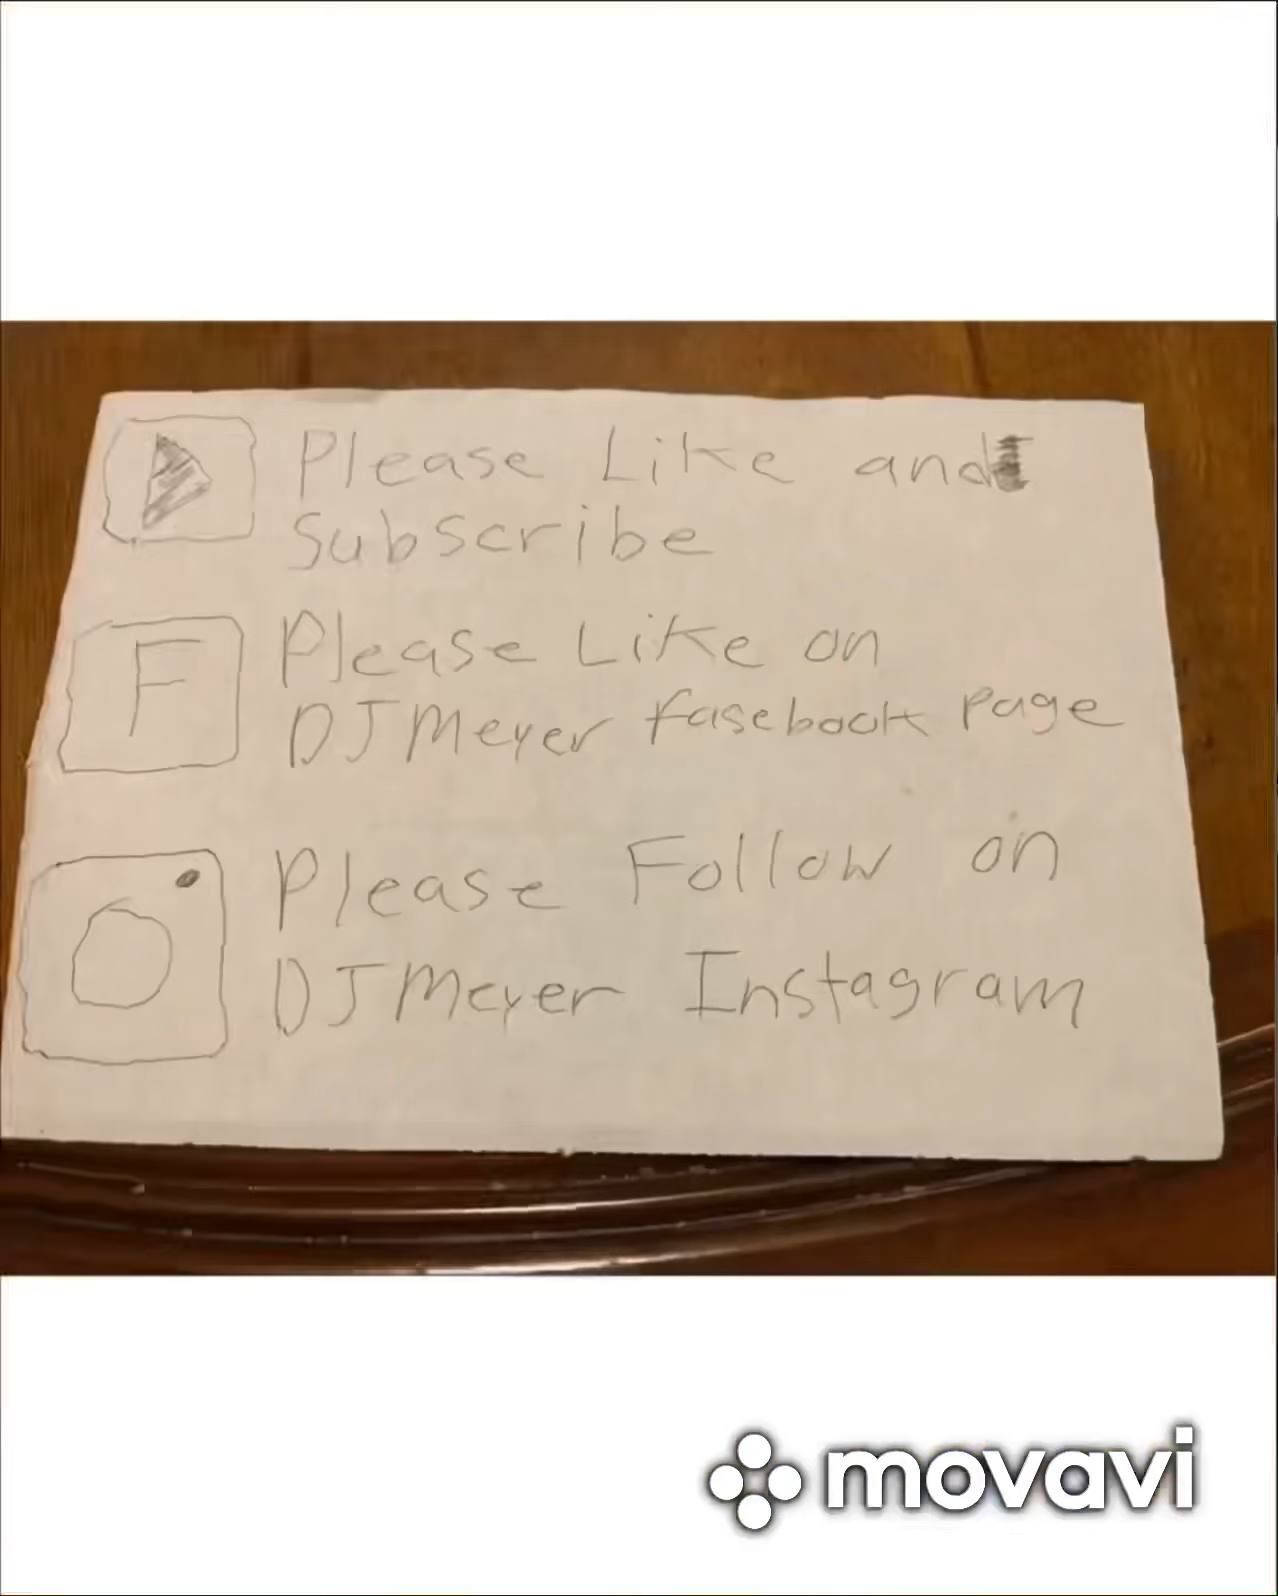 Please Like and
Subscribe
F
Please Like on
DJMeyer fasebook page
Please Follow on
DJMeyer Instagram
movavi